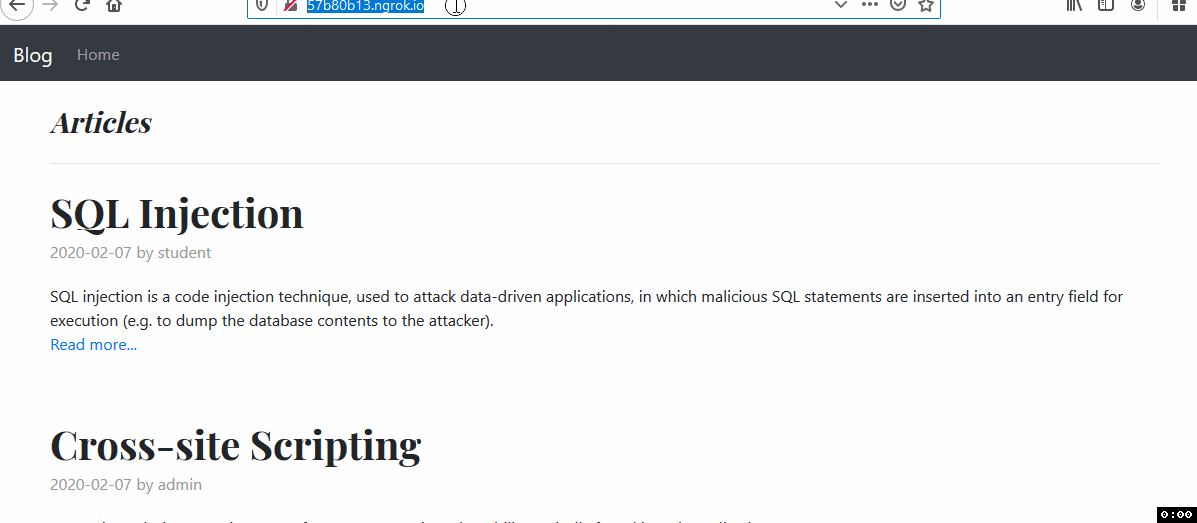 57b80b13.ngrok.io
Blog Home
Articles
SQL Injection
2020-02-07 by student
SQL injection is a code injection technique, used to attack data-driven applications, in which malicious SQL statements are inserted into an entry field for
execution (e.g. to dump the database contents to the attacker).
Read more...
Cross-site Scripting
2020-02-07 by admin
0:00